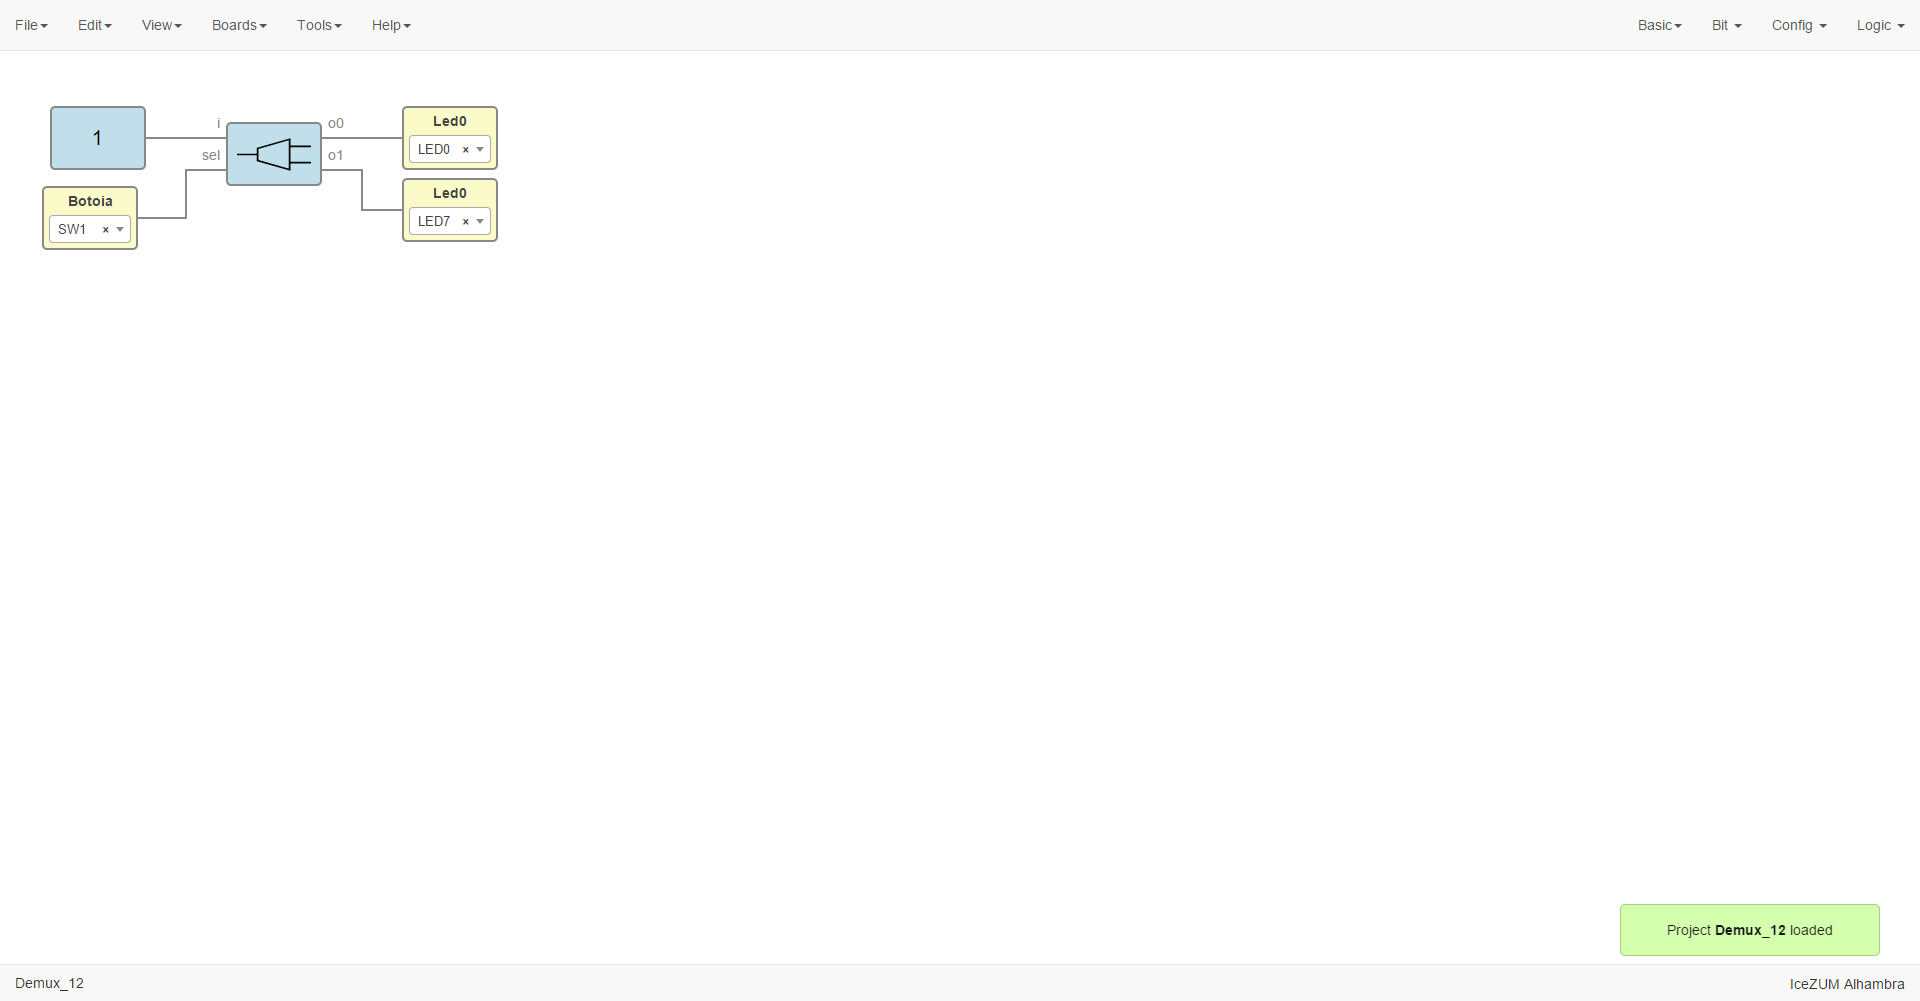 File Edit View Boards Tools Help Basic Bit Config Logic
1
i
sel
o0
o1
Led0
LED0 ×
Led0
LED7 ×
Botoia
SW1 ×
Project Demux_12 loaded
Demux_12
IceZUM Alhambra